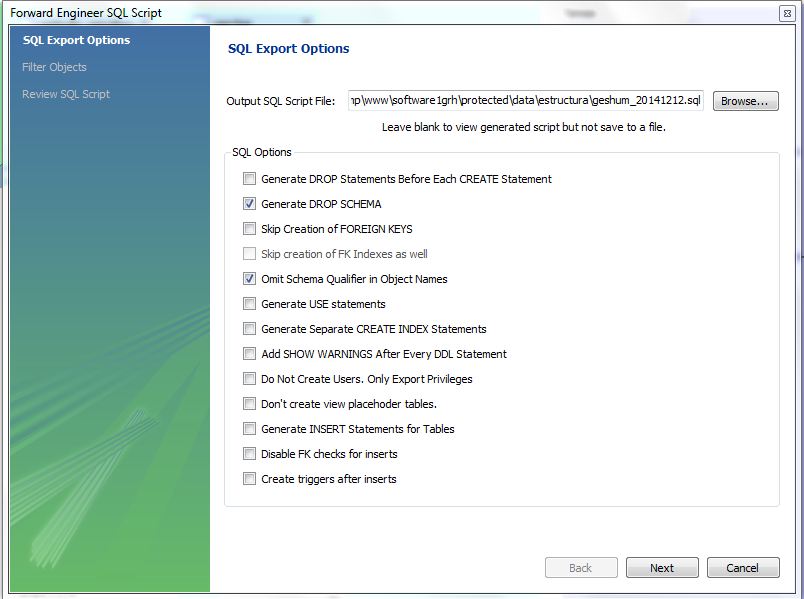 Forward Engineer SQL Script
SQL Export Options
Filter Objects
Review SQL Script
SQL Export Options
Output SQL Script File: np\www\software1grh\protected\data\estructura\geshum_20141212.sql Browse...
Leave blank to view generated script but not save to a file.
SQL Options
Generate DROP Statements Before Each CREATE Statement
Generate DROP SCHEMA
Skip Creation of FOREIGN KEYS
Skip creation of FK Indexes as well
Omit Schema Qualifier in Object Names
Generate USE statements
Generate Separate CREATE INDEX Statements
Add SHOW WARNINGS After Every DDL Statement
Do Not Create Users. Only Export Privileges
Don't create view placehoder tables.
Generate INSERT Statements for Tables
Disable FK checks for inserts
Create triggers after inserts
Back Next Cancel